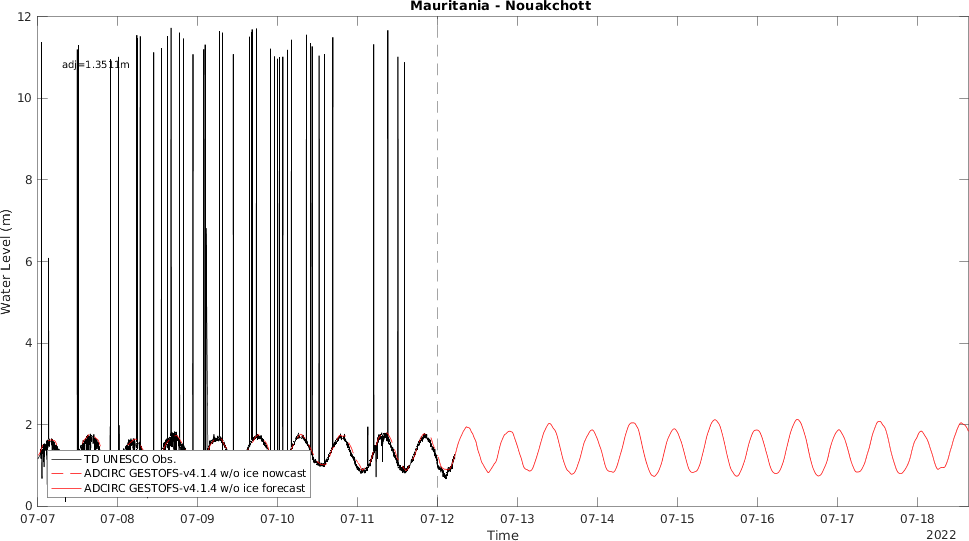 Mauritania - Nouakchott
12
10
8
6
4
2
0
Water Level (m)
adj=1.3511m
TD UNESCO Obs.
ADCIRC GESTOFS-v4.1.4 w/o ice nowcast
ADCIRC GESTOFS-v4.1.4 w/o ice forecast
07-07 07-08 07-09 07-10 07-11 07-12 07-13 07-14 07-15 07-16 07-17 07-18
Time
2022